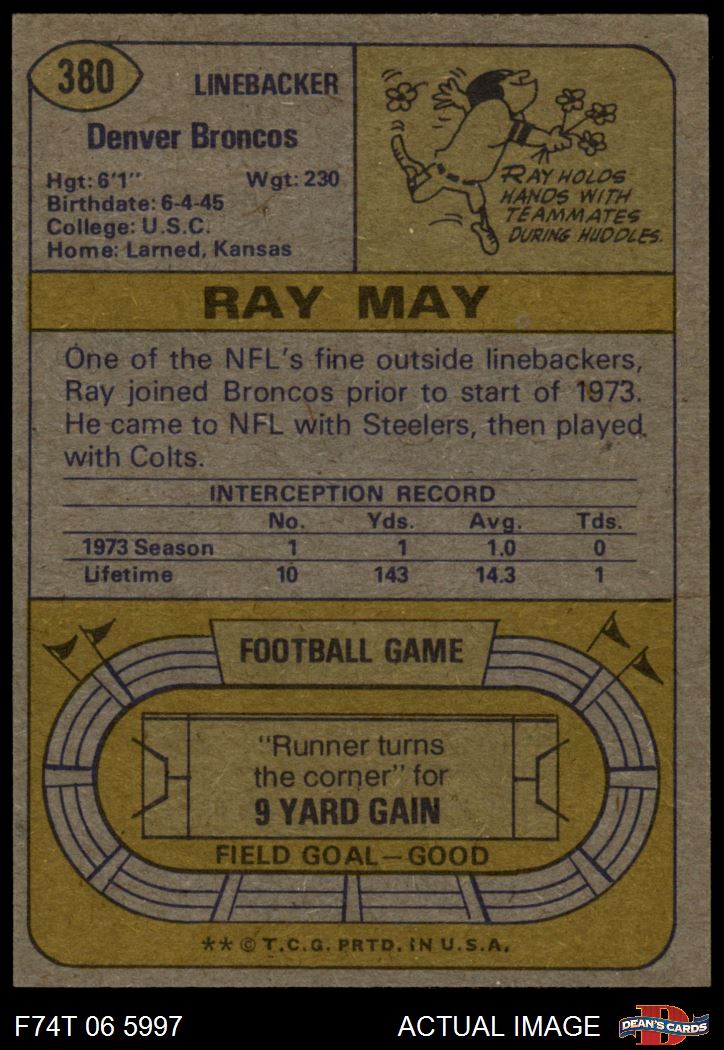 380
LINEBACKER
Denver Broncos
Hgt: 6'1" Wgt: 230
Birthdate: 6-4-45
College: U.S.C.
Home: Larned, Kansas
RAY HOLDS
HANDS WITH
TEAMMATES
DURING HUDDLES.
RAY MAY
One of the NFL's fine outside linebackers,
Ray joined Broncos prior to start of 1973.
He came to NFL with Steelers, then played
with Colts.
INTERCEPTION RECORD
No. Yds. Avg. Tds.
1973 Season 1 1 1.0 0
Lifetime 10 143 14.3 1
FOOTBALL GAME
"Runner turns
the corner" for
9 YARD GAIN
FIELD GOAL—GOOD
** © T.C.G. PRTD. IN U.S.A.
F74T 06 5997 ACTUAL IMAGE
D
DEAN'S CARDS